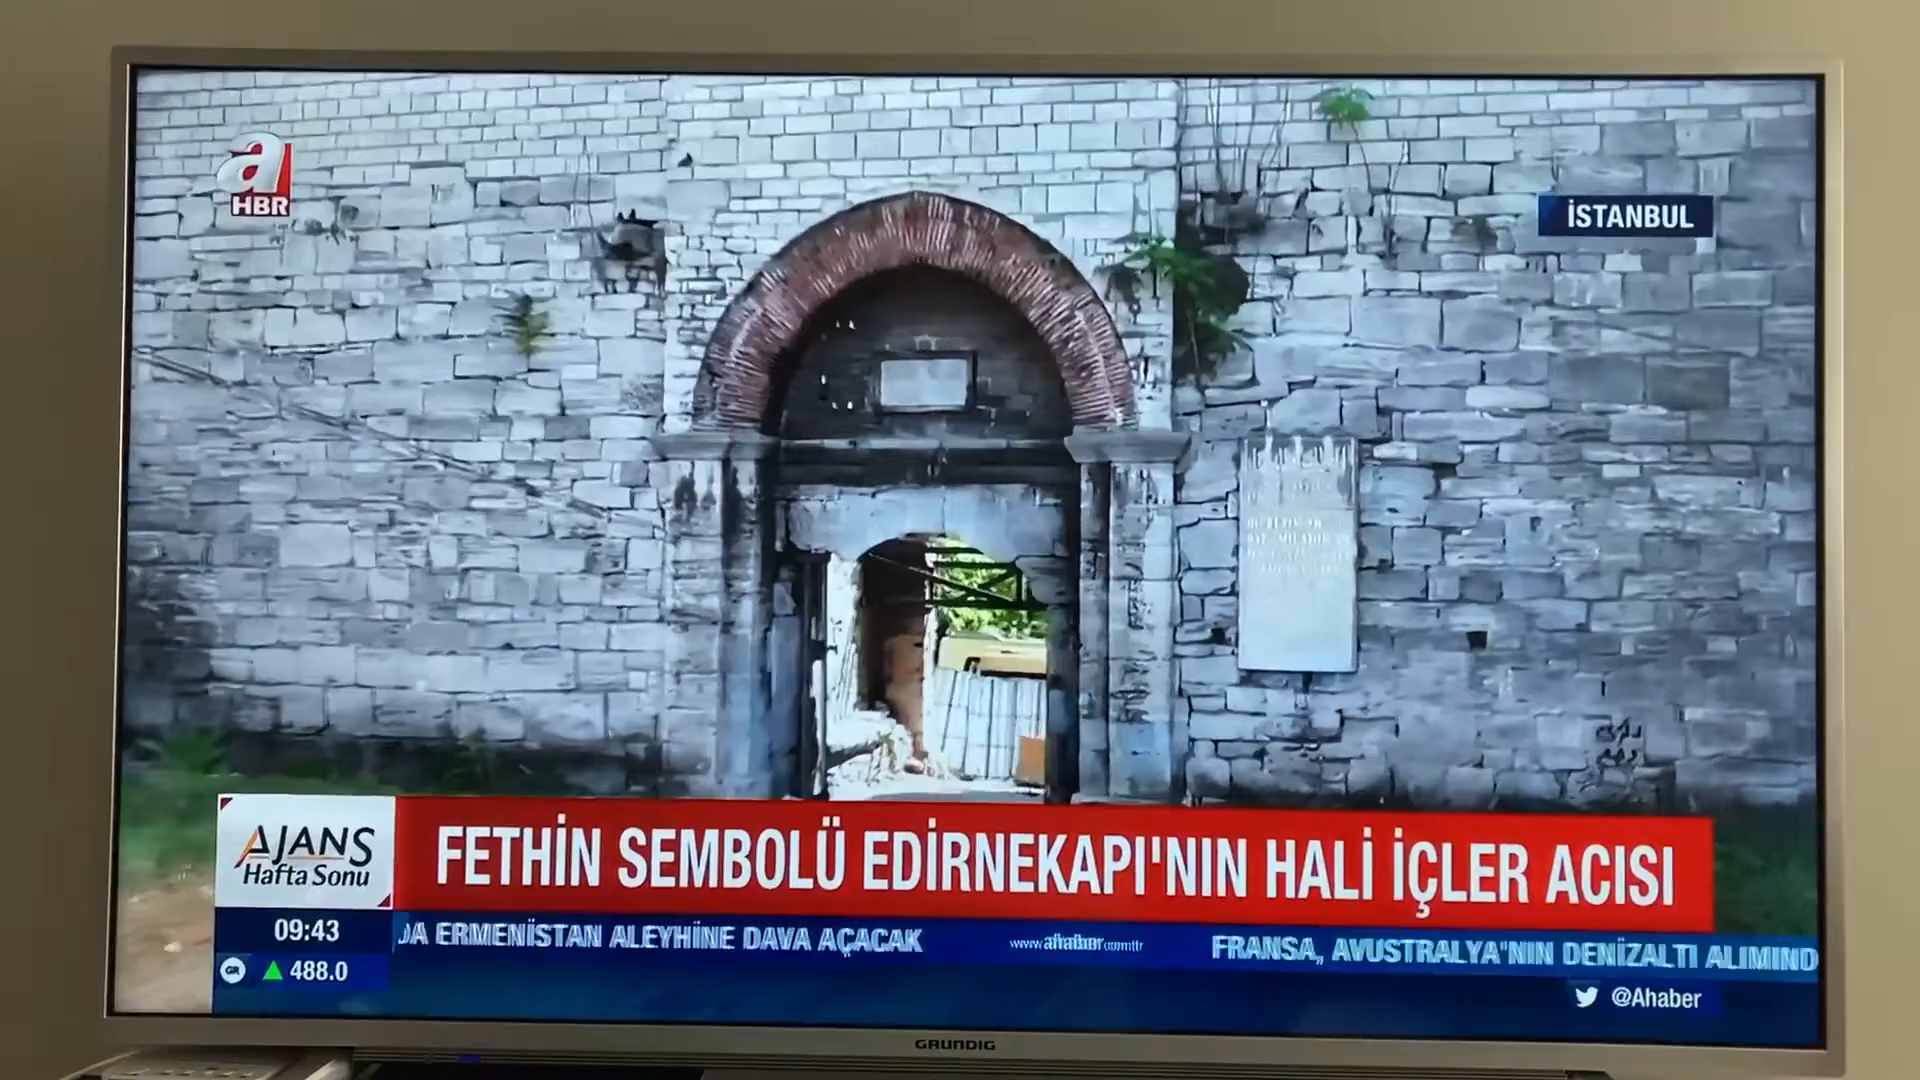 a
HBR
İSTANBUL
AJANS
Hafta Sonu
FETHİN SEMBOLÜ EDİRNEKAPI'NIN HALİ İÇLER ACISI
09:43
ERMENİSTAN ALEYHİNE DAVA AÇACAK
www.ahaber.com.tr
FRANSA, AVUSTRALYA'NIN DENİZALTI ALIMIND
GR
488.0
@Ahaber
GRUNDIG